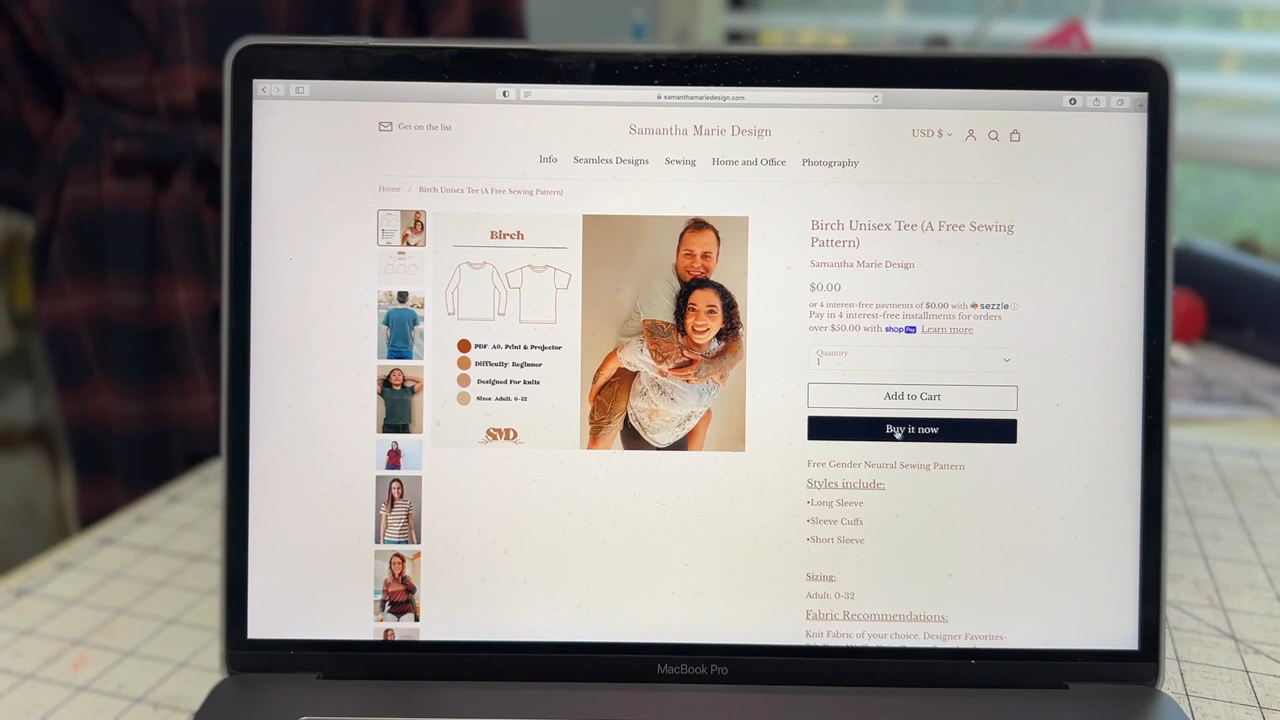 samanthamariedesign.com
Get on the list
Samantha Marie Design
USD $
Info Seamless Designs Sewing Home and Office Photography
Home / Birch Unisex Tee (A Free Sewing Pattern)
Birch
PDF: A0, Print & Projector
Difficulty: Beginner
Designed For knits
Sizes: Adult, 0-32
SMD
Birch Unisex Tee (A Free Sewing
Pattern)
Samantha Marie Design
$0.00
or 4 interest-free payments of $0.00 with sezzle
Pay in 4 interest-free installments for orders
over $50.00 with shop Pay Learn more
Quantity
1
Add to Cart
Buy it now
Free Gender Neutral Sewing Pattern
Styles include:
•Long Sleeve
•Sleeve Cuffs
•Short Sleeve
Sizing:
Adult: 0-32
Fabric Recommendations:
Knit Fabric of your choice. Designer Favorites-
MacBook Pro